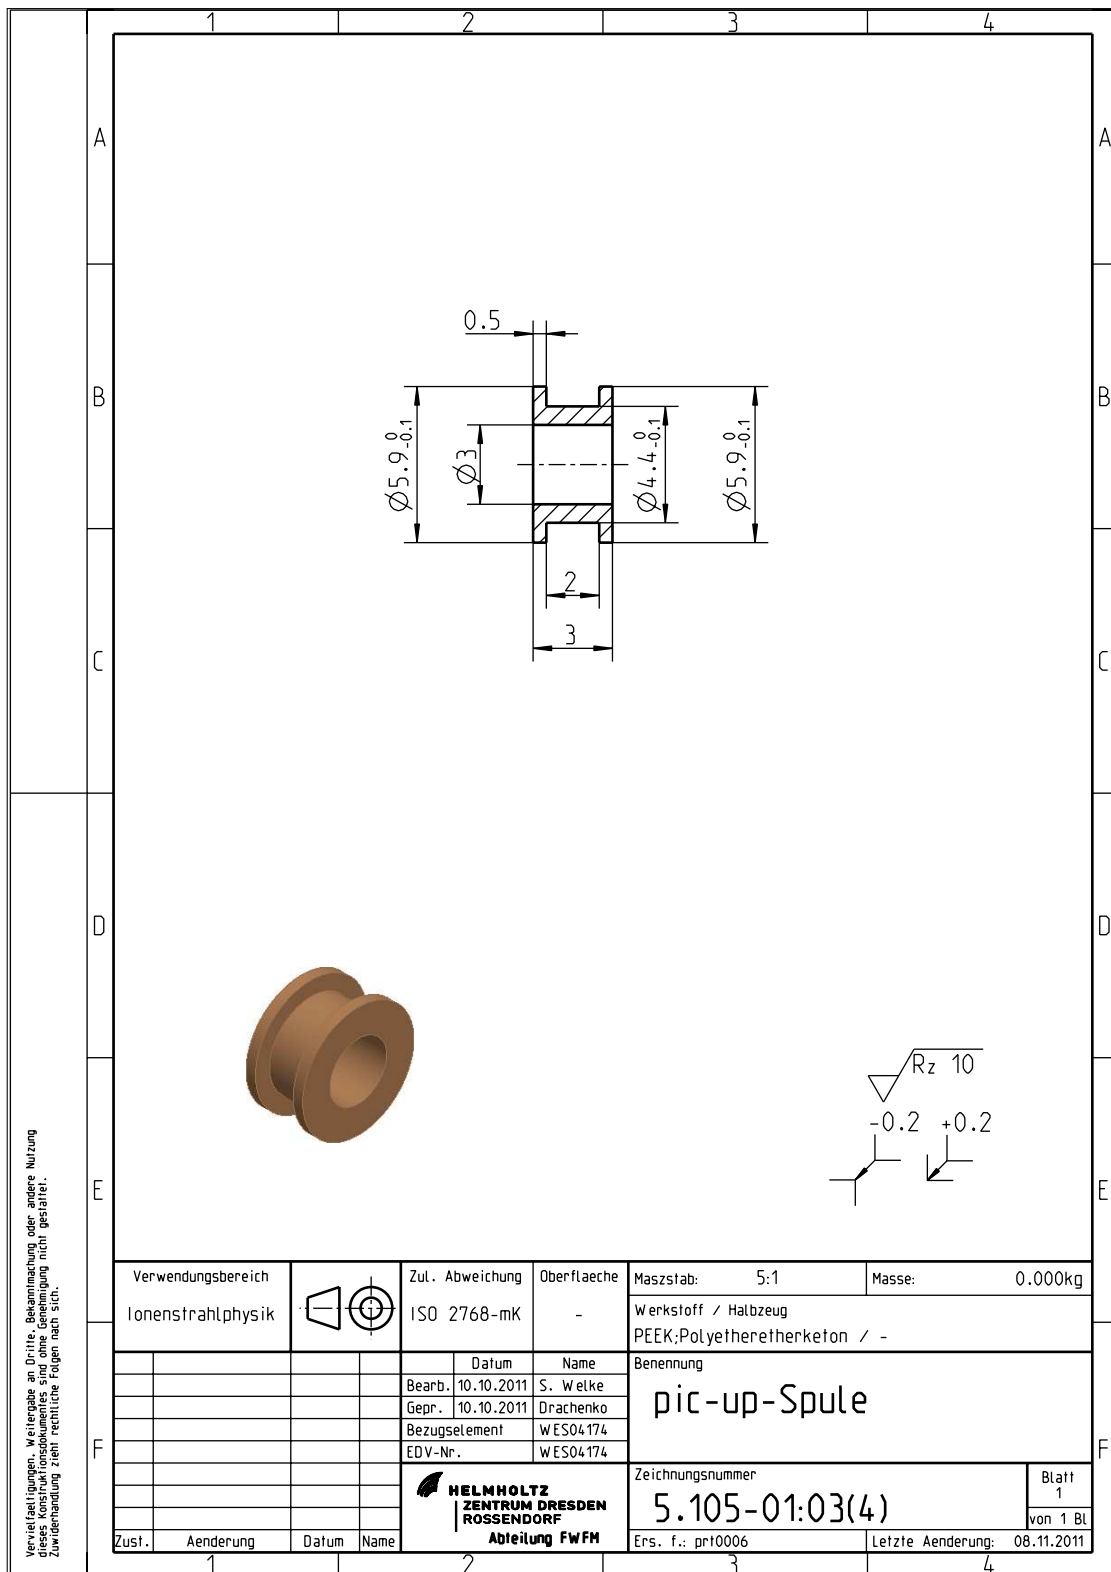 1 2 3 4
A A
B B
C C
D D
E E
F F
0.5
Ø5.9 0 -0.1
Ø3
Ø4.4 0 -0.1
Ø5.9 0 -0.1
2
3
Rz 10
-0.2 +0.2
Vervielfaeltigungen, Weitergabe an Dritte, Bekanntmachung oder andere Nutzung
dieses Konstruktionsdokumentes sind ohne Genehmigung nicht gestattet.
Zuwiderhandlung zieht rechtliche Folgen nach sich.
Verwendungsbereich
Ionenstrahlphysik
Zul. Abweichung
ISO 2768-mK
Oberflaeche
-
Maszstab: 5:1
Masse: 0.000kg
Werkstoff / Halbzeug
PEEK;Polyetheretherketon / -
Datum Name
Bearb. 10.10.2011 S. Welke
Gepr. 10.10.2011 Drachenko
Bezugselement WES04174
EDV-Nr. WES04174
Benennung
pic-up-Spule
HELMHOLTZ
ZENTRUM DRESDEN
ROSSENDORF
Abteilung FWFM
Zeichnungsnummer
5.105-01:03(4)
Blatt
1
von 1 Bl
Zust. Aenderung Datum Name
Ers. f.: prt0006
Letzte Aenderung: 08.11.2011
1 2 3 4